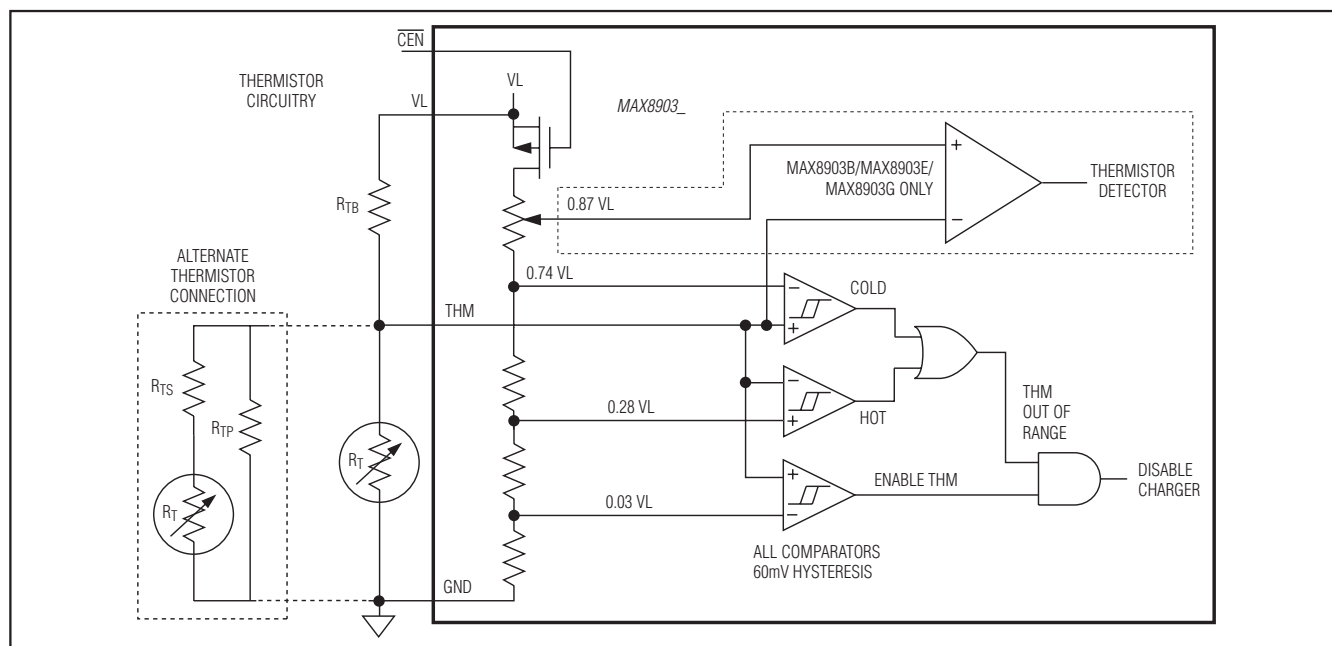 CEN
THERMISTOR
CIRCUITRY
VL
VL
MAX8903_
MAX8903B/MAX8903E/
MAX8903G ONLY
+
−
THERMISTOR
DETECTOR
RTB
0.87 VL
ALTERNATE
THERMISTOR
CONNECTION
0.74 VL
−
+
COLD
THM
RTS
RTP
RT
RT
−
+
HOT
0.28 VL
THM
OUT OF
RANGE
+
−
ENABLE THM
0.03 VL
DISABLE
CHARGER
ALL COMPARATORS
60mV HYSTERESIS
GND